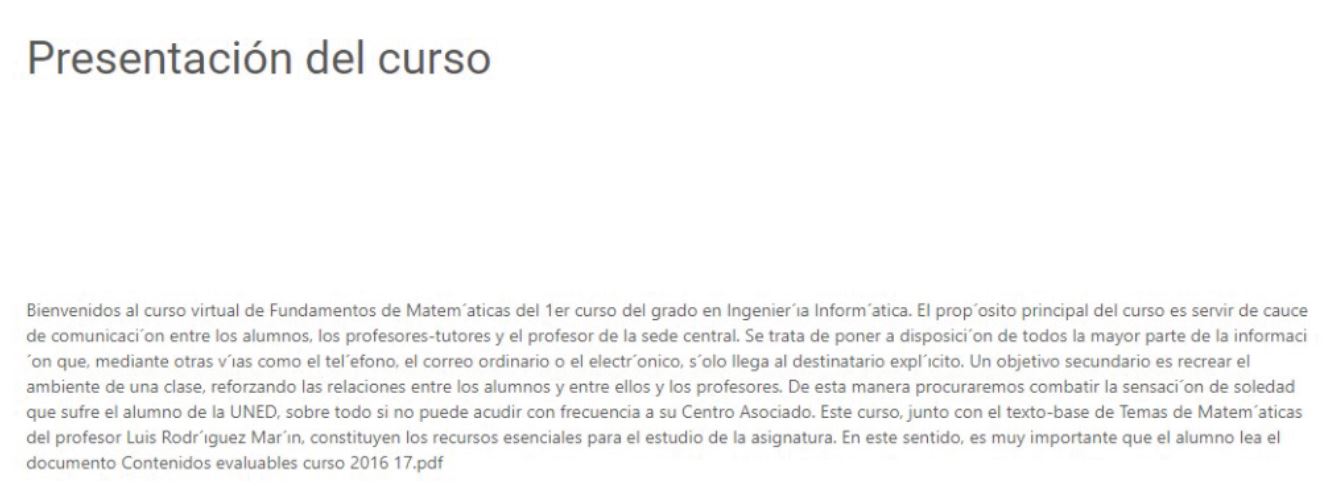 Presentación del curso
Bienvenidos al curso virtual de Fundamentos de Matem´aticas del 1er curso del grado en Ingenier´ıa Inform´atica. El prop´osito principal del curso es servir de cauce
de comunicaci´on entre los alumnos, los profesores-tutores y el profesor de la sede central. Se trata de poner a disposici´on de todos la mayor parte de la informaci
´on que, mediante otras v´ıas como el tel´efono, el correo ordinario o el electr´onico, s´olo llega al destinatario expl´ıcito. Un objetivo secundario es recrear el
ambiente de una clase, reforzando las relaciones entre los alumnos y entre ellos y los profesores. De esta manera procuraremos combatir la sensaci´on de soledad
que sufre el alumno de la UNED, sobre todo si no puede acudir con frecuencia a su Centro Asociado. Este curso, junto con el texto-base de Temas de Matem´aticas
del profesor Luis Rodr´ıguez Mar´ın, constituyen los recursos esenciales para el estudio de la asignatura. En este sentido, es muy importante que el alumno lea el
documento Contenidos evaluables curso 2016 17.pdf